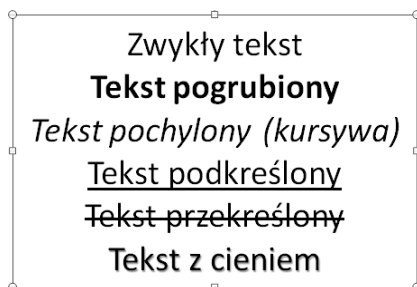 Zwykły tekst
Tekst pogrubiony
Tekst pochylony (kursywa)
Tekst podkreślony
Tekst przekreślony
Tekst z cieniem